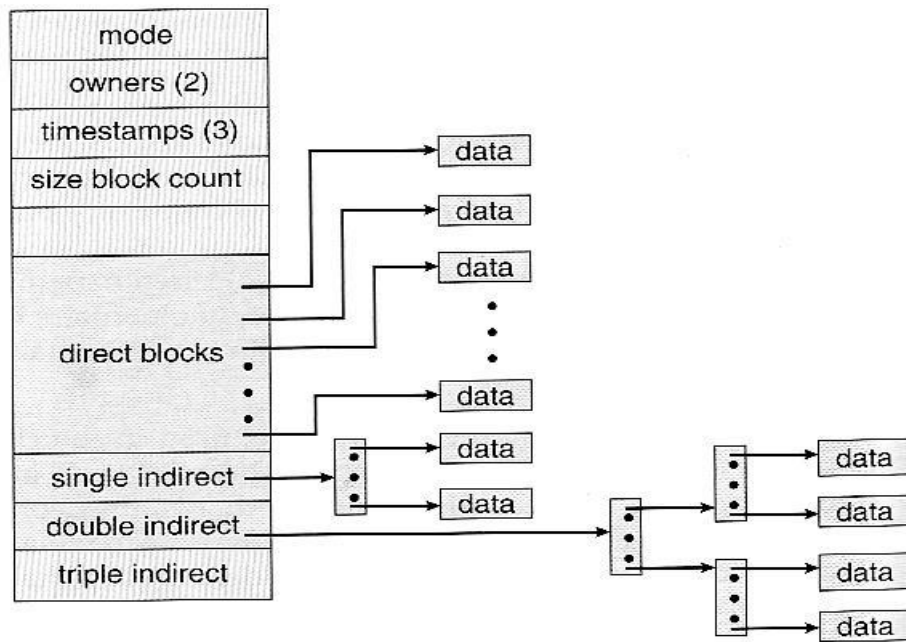 mode
owners (2)
timestamps (3)
size block count
direct blocks
single indirect
double indirect
triple indirect
data
data
data
data
data
data
data
data
data
data